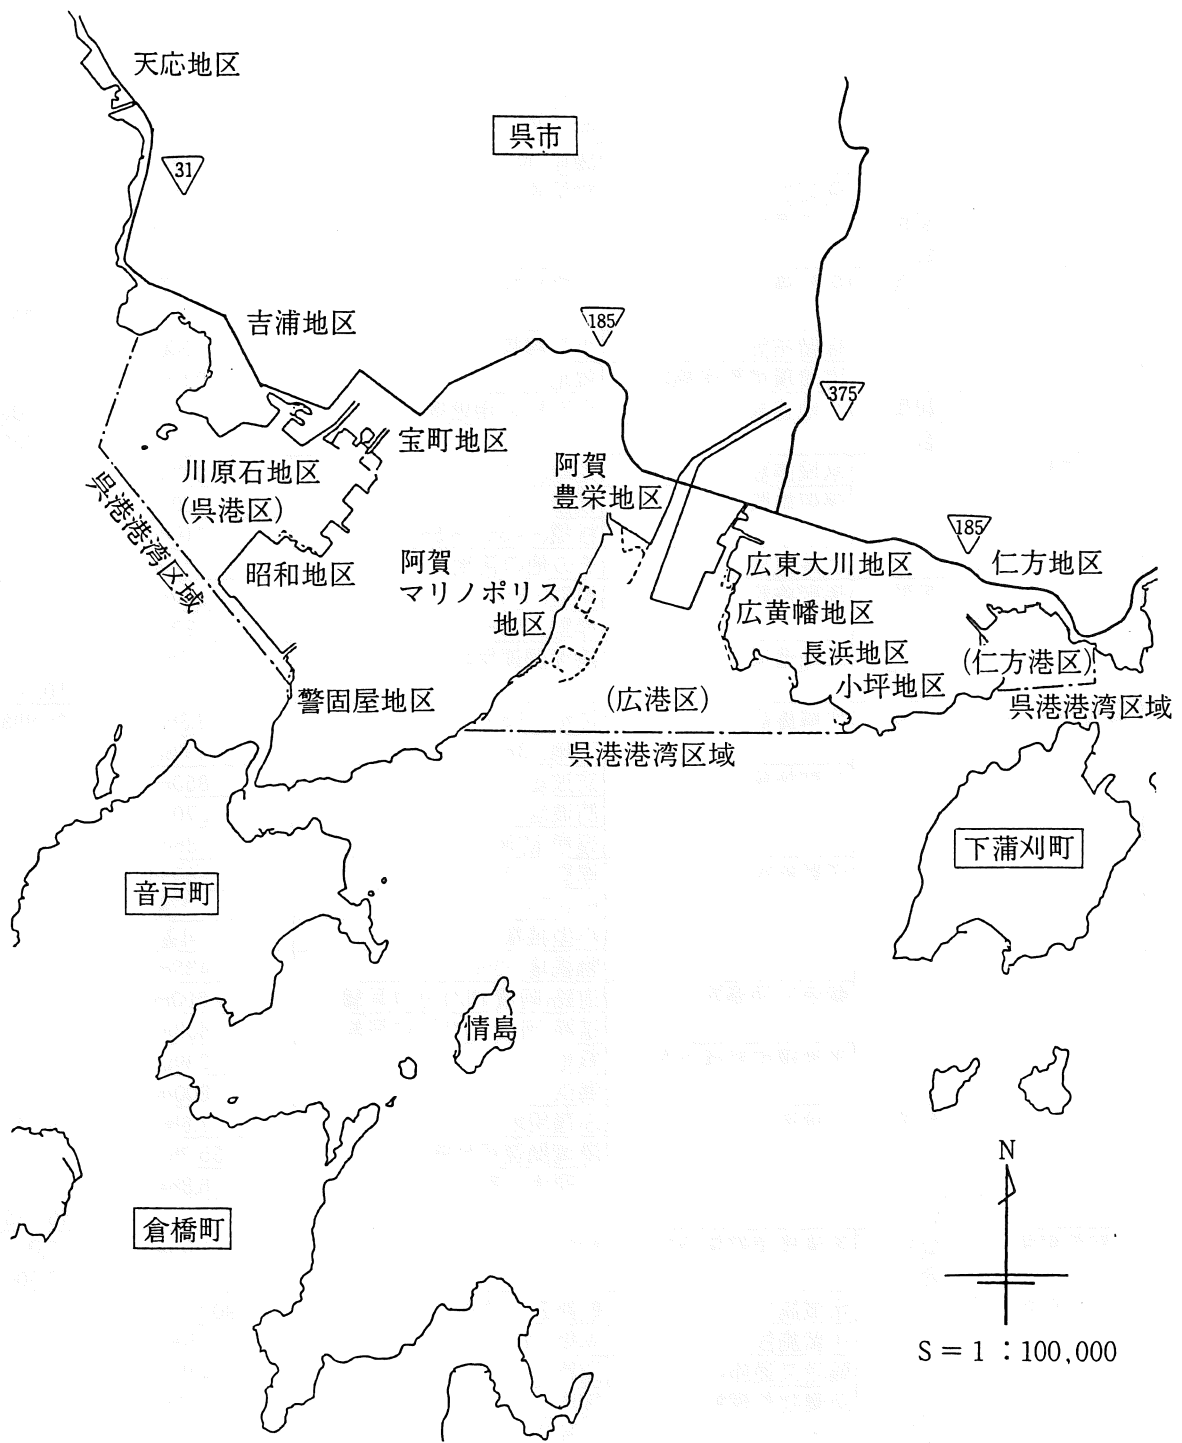 天応地区
呉市
31
吉浦地区
185
375
宝町地区
川原石地区
(呉港区)
呉港港湾区域
昭和地区
阿賀
豊栄地区
阿賀
マリノポリス
地区
185
仁方地区
広東大川地区
広黄幡地区
長浜地区
小坪地区
(仁方港区)
呉港港湾区域
警固屋地区
(広港区)
呉港港湾区域
下蒲刈町
音戸町
情島
倉橋町
N
S=1:100,000